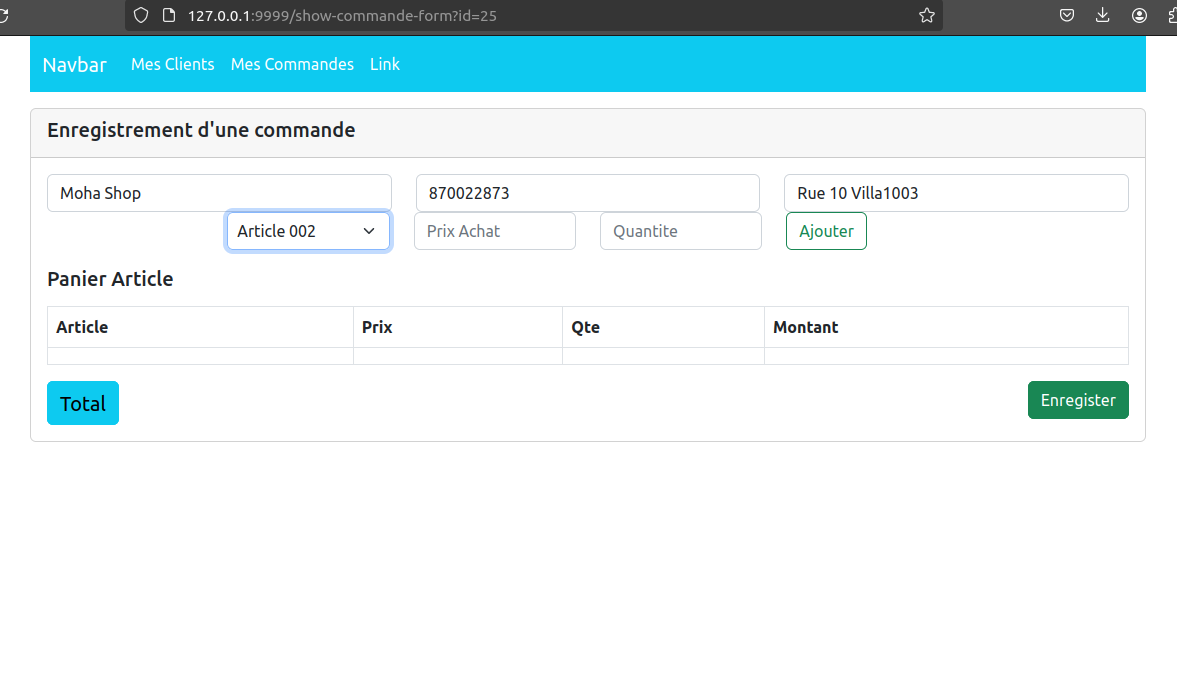 127.0.0.1:9999/show-commande-form?id=25
Navbar Mes Clients Mes Commandes Link
Enregistrement d'une commande
Moha Shop 870022873 Rue 10 Villa1003
Article 002 Prix Achat Quantite Ajouter
Panier Article
Article Prix Qte Montant
Total Enregister